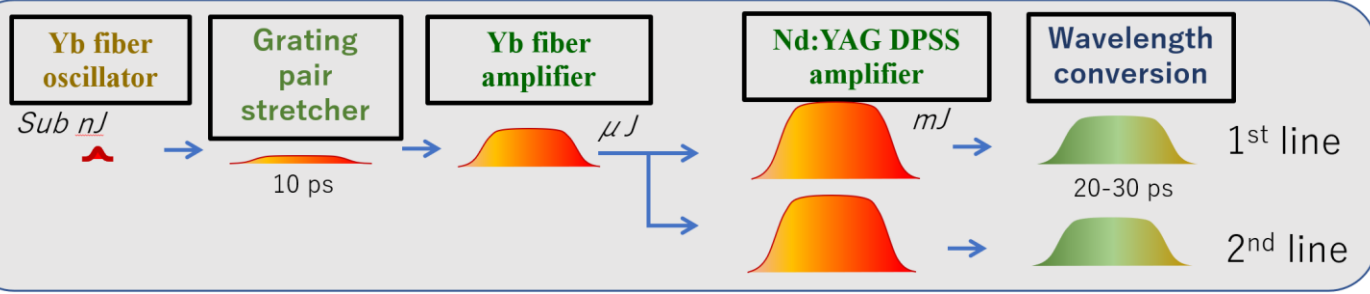 Yb fiber
oscillator
Grating
pair
stretcher
Yb fiber
amplifier
Nd:YAG DPSS
amplifier
Wavelength
conversion
Sub nJ
μJ
mJ
1st line
10 ps
20-30 ps
2nd line